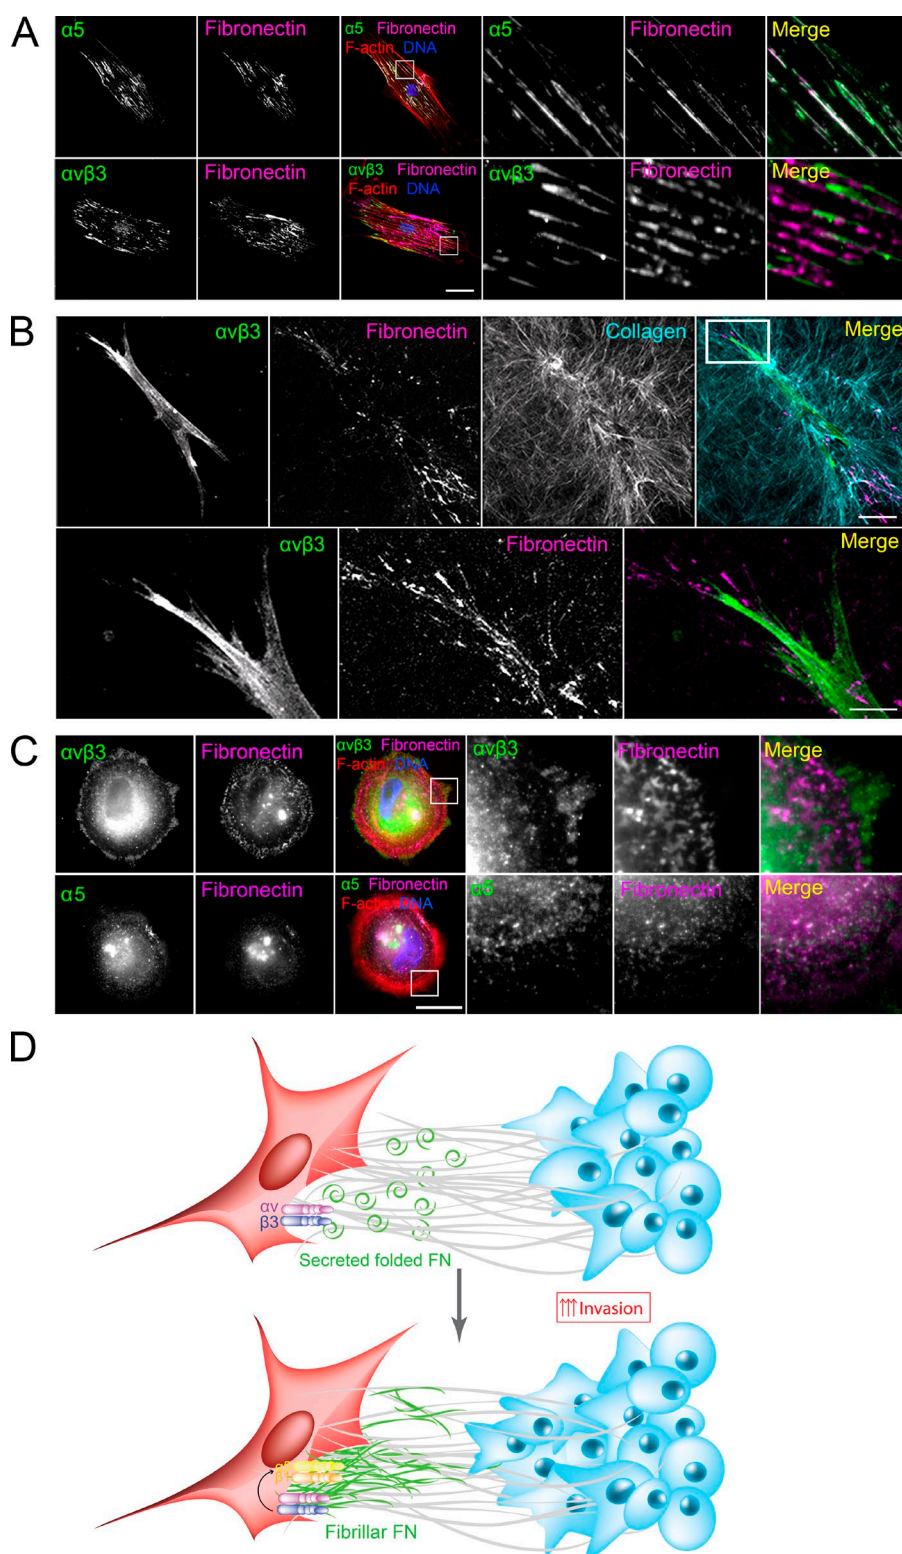 A
α5
Fibronectin
α5 Fibronectin
F-actin DNA
α5
Fibronectin
Merge
αvβ3
Fibronectin
αvβ3 Fibronectin
F-actin DNA
αvβ3
Fibronectin
Merge
B
αvβ3
Fibronectin
Collagen
Merge
αvβ3
Fibronectin
Merge
C
αvβ3
Fibronectin
αvβ3 Fibronectin
F-actin DNA
αvβ3
Fibronectin
Merge
α5
Fibronectin
α5 Fibronectin
F-actin DNA
α5
Fibronectin
Merge
D
αv
β3
Secreted folded FN
↑↑↑ Invasion
α5
β1
Fibrillar FN